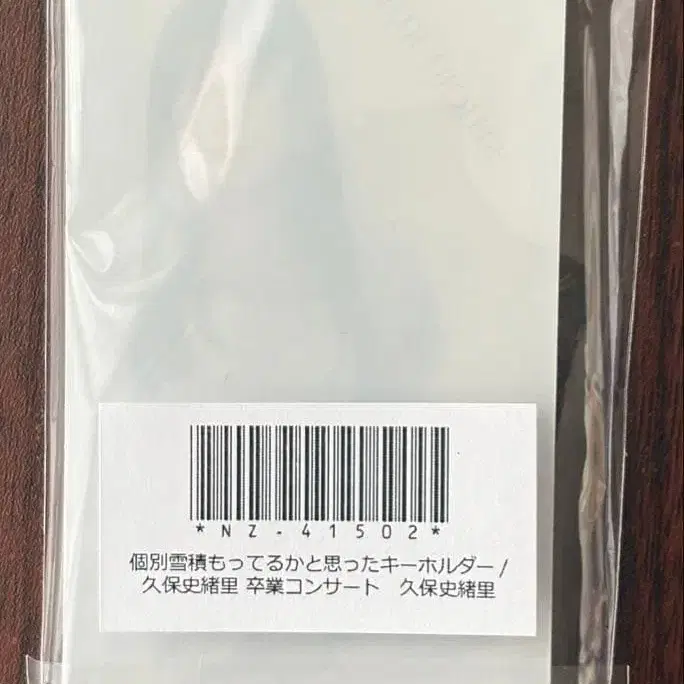 *NZ-41502*
個別雪積もってるかと思ったキーホルダー/
久保史緒里 卒業コンサート　久保史緒里